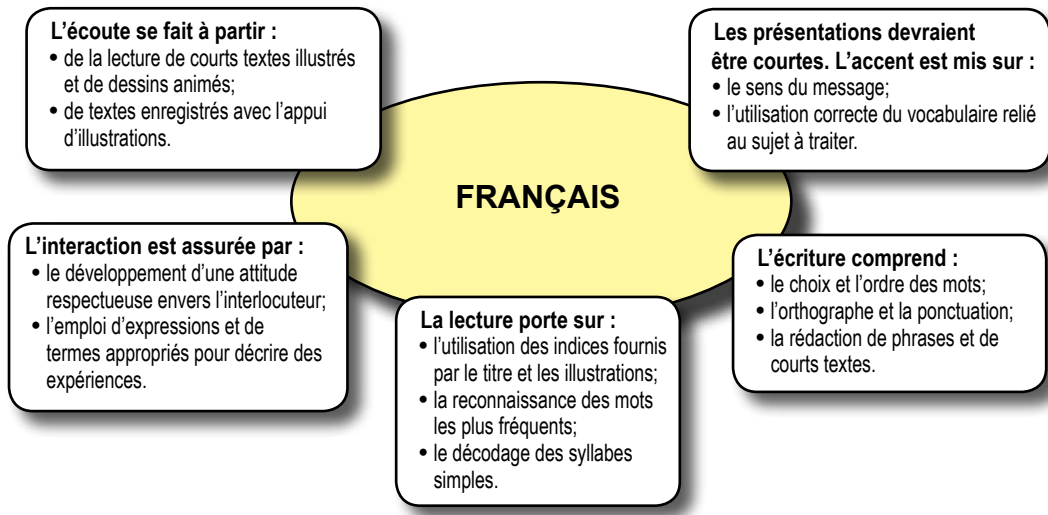 L'écoute se fait à partir :
• de la lecture de courts textes illustrés
et de dessins animés;
• de textes enregistrés avec l'appui
d'illustrations.
Les présentations devraient
être courtes. L'accent est mis sur :
• le sens du message;
• l'utilisation correcte du vocabulaire relié
au sujet à traiter.
FRANÇAIS
L'interaction est assurée par :
• le développement d'une attitude
respectueuse envers l'interlocuteur;
• l'emploi d'expressions et de
termes appropriés pour décrire des
expériences.
La lecture porte sur :
• l'utilisation des indices fournis
par le titre et les illustrations;
• la reconnaissance des mots
les plus fréquents;
• le décodage des syllabes
simples.
L'écriture comprend :
• le choix et l'ordre des mots;
• l'orthographe et la ponctuation;
• la rédaction de phrases et de
courts textes.